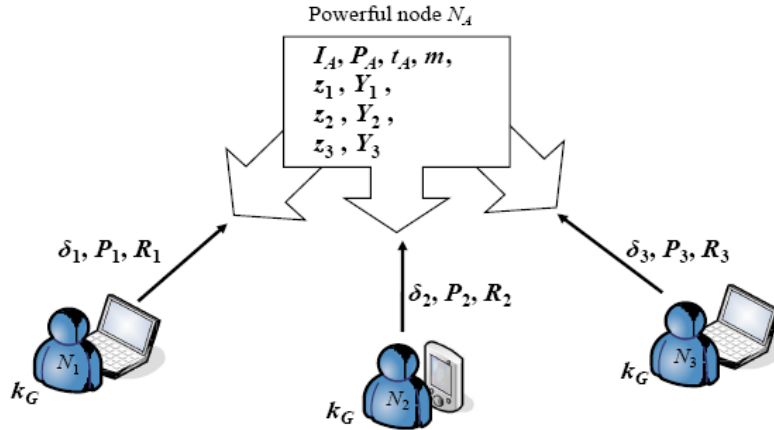 Powerful node N_A
I_A, P_A, t_A, m,
z_1 , Y_1 ,
z_2 , Y_2 ,
z_3 , Y_3
δ_1, P_1, R_1
δ_2, P_2, R_2
δ_3, P_3, R_3
N_1
k_G
N_2
k_G
N_3
k_G